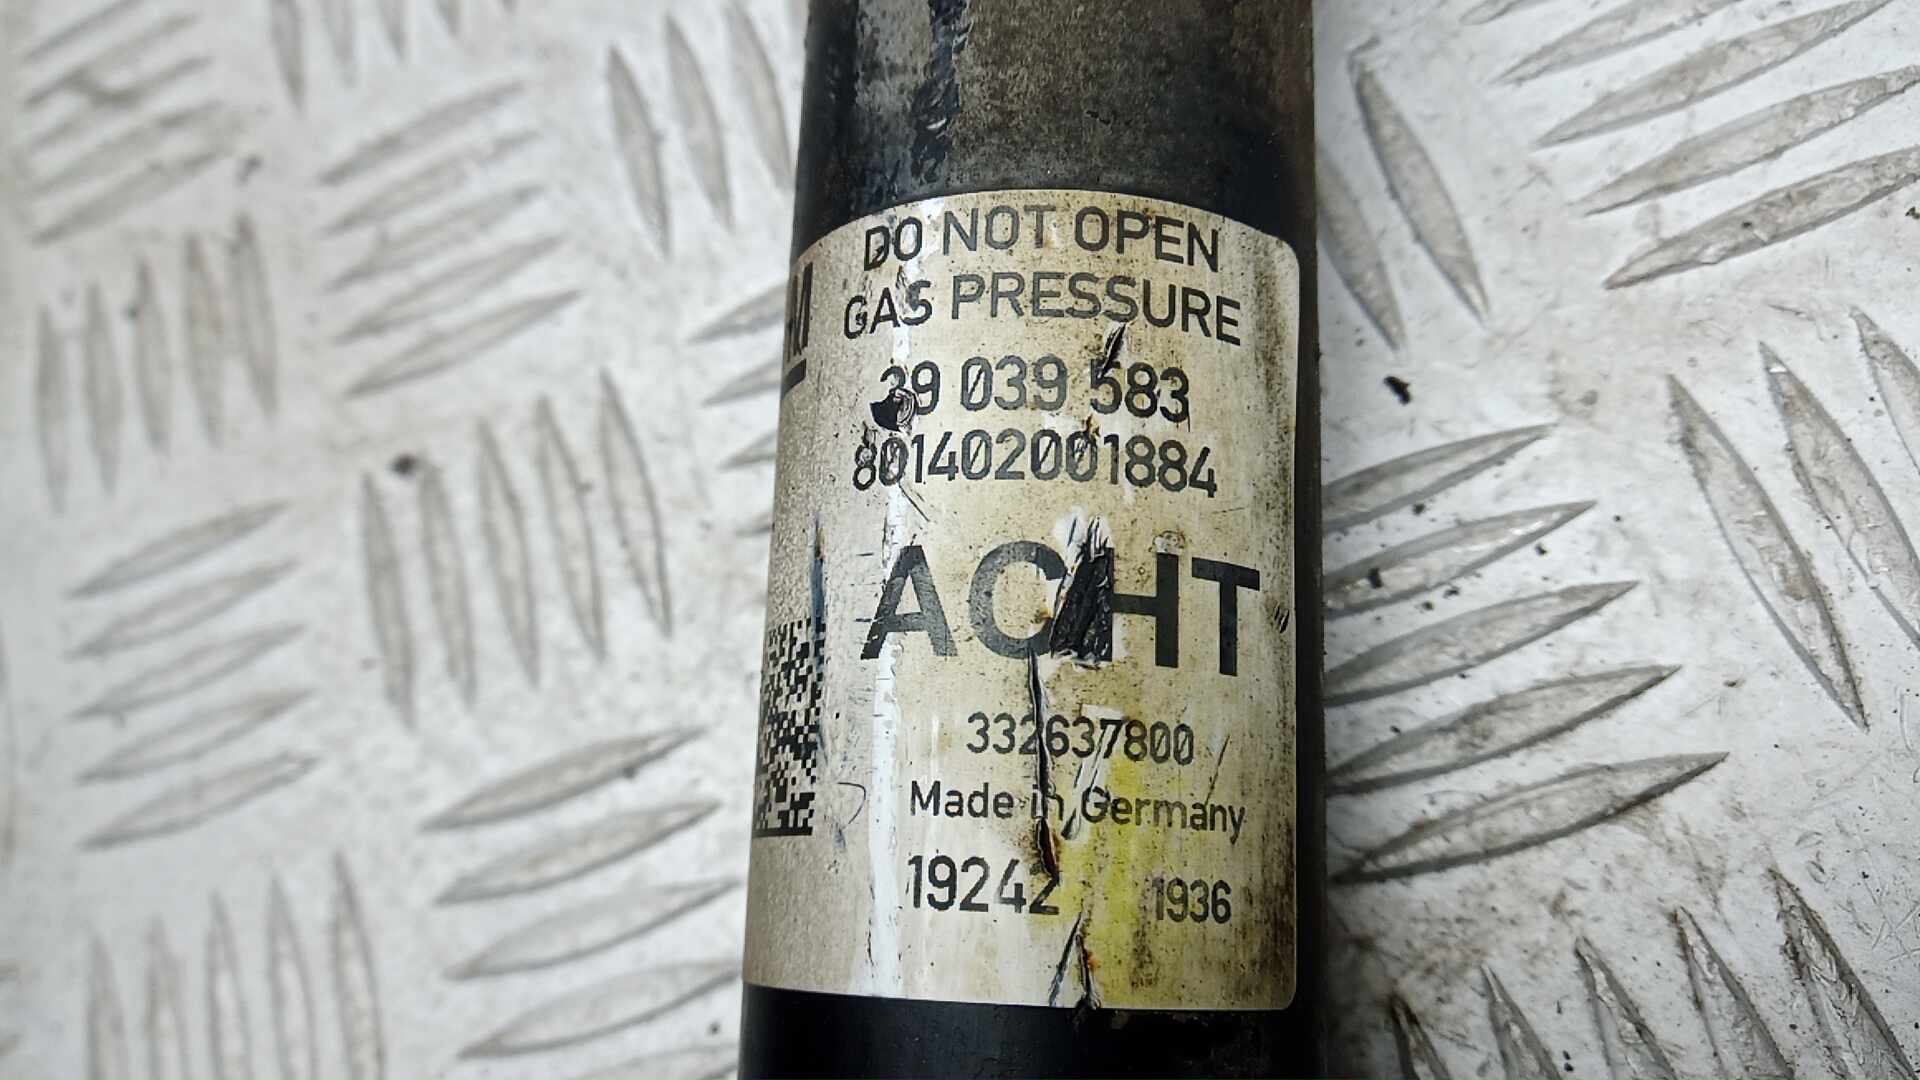 DO NOT OPEN
GAS PRESSURE
39 039 583
801402001884
ACHT
332637800
Made in Germany
19242 1936